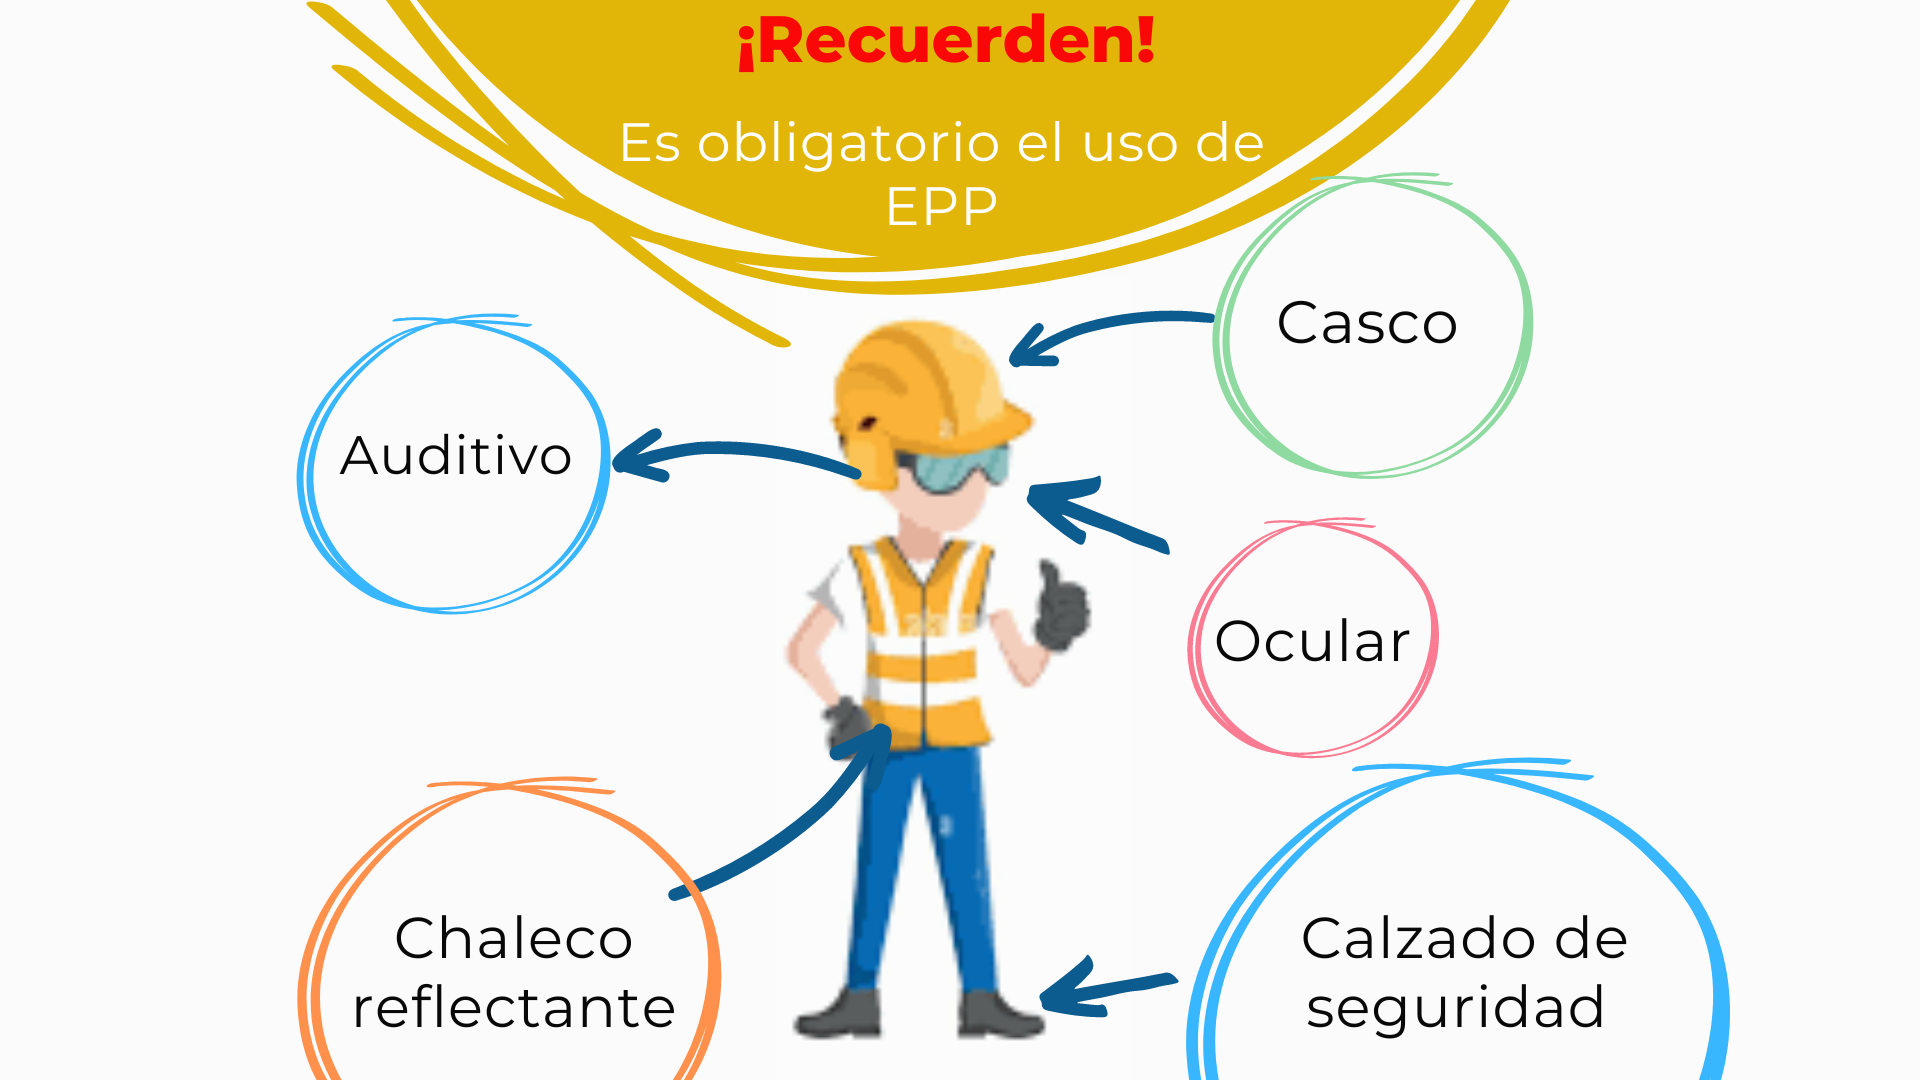 ¡Recuerden!
Es obligatorio el uso de
EPP
Casco
Auditivo
Ocular
Chaleco
reflectante
Calzado de
seguridad